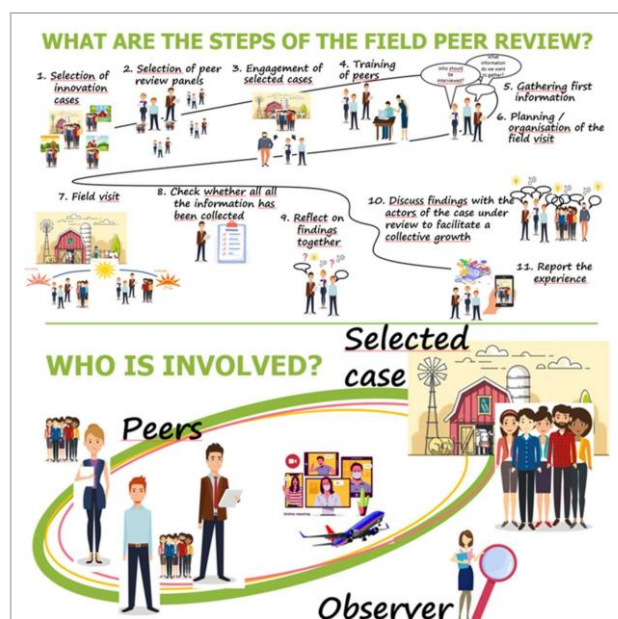 WHAT ARE THE STEPS OF THE FIELD PEER REVIEW?
1. Selection of
innovation
cases
2. Selection of peer
review panels
3. Engagement of
selected cases
4. Training
of peers
Who should
be
interviewed?
What
information
do we want
to gather?
5. Gathering first
information
6. Planning /
organisation of the
field visit
7. Field visit
8. Check whether all all
the information has
been collected
9. Reflect on
findings
together
10. Discuss findings with the
actors of the case under
review to facilitate a
collective growth
11. Report the
experience
WHO IS INVOLVED?
Selected
case
Peers
Online meeting
Observer